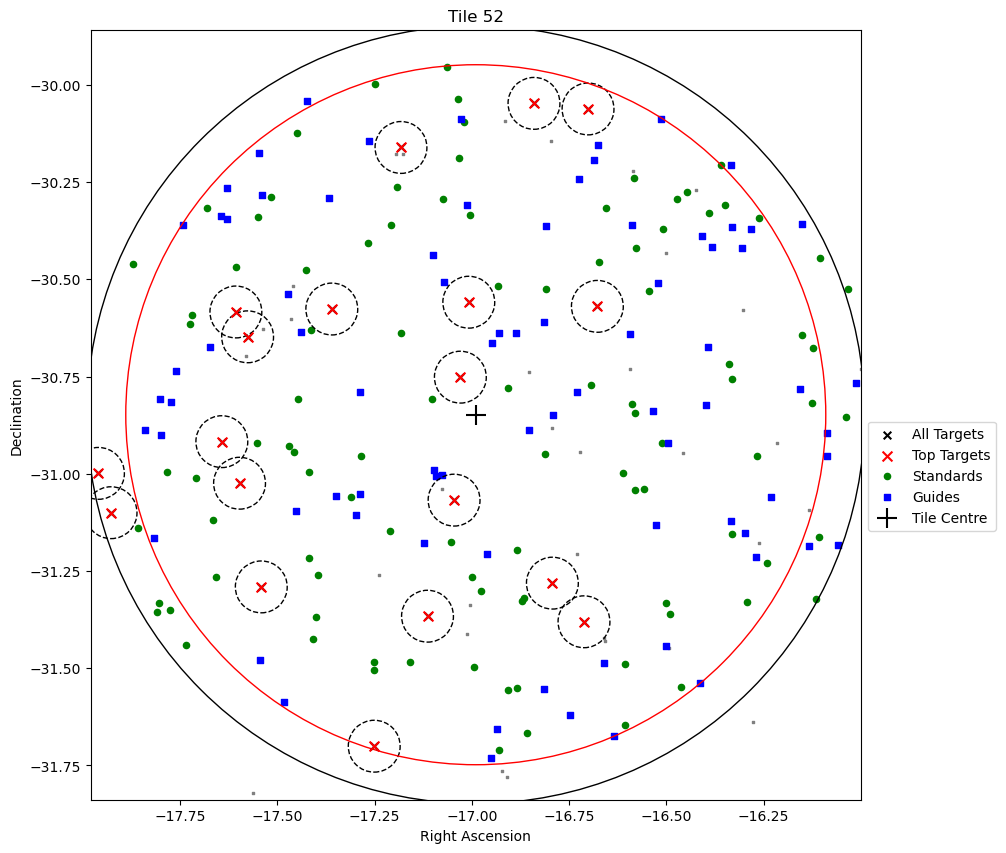 Tile 52
−30.00
−30.25
−30.50
−30.75
−31.00
−31.25
−31.50
−31.75
Declination
−17.75
−17.50
−17.25
−17.00
−16.75
−16.50
−16.25
Right Ascension
All Targets
Top Targets
Standards
Guides
Tile Centre